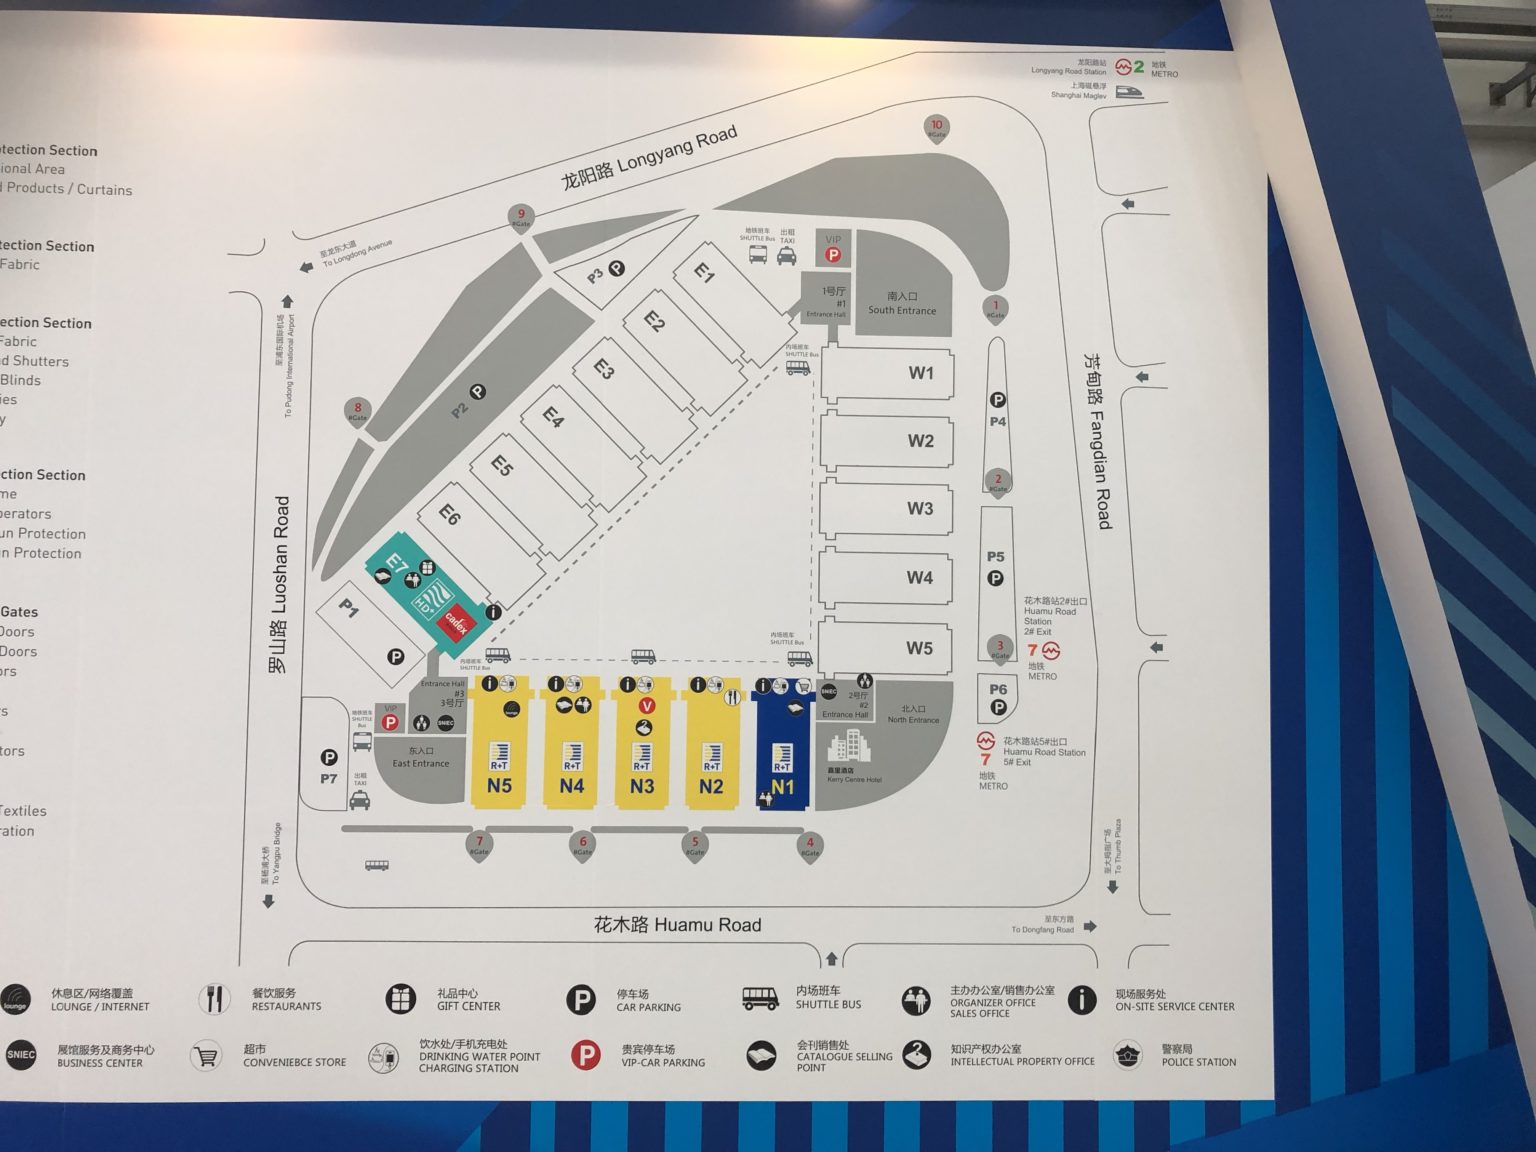 龙阳路站
Longyang Road Station
2
地铁
METRO
上海磁悬浮
Shanghai Maglev
tection Section
ional Area
d Products / Curtains
tection Section
Fabric
ection Section
Fabric
nd Shutters
Blinds
ies
y
ction Section
me
perators
un Protection
n Protection
Gates
Doors
Doors
ors
rs
tors
Textiles
ration
龙阳路 Longyang Road
至龙东大道
To Longdong Avenue
至浦东国际机场
To Pudong International Airport
罗山路 Luoshan Road
芳甸路 Fangdian Road
10
#Gate
9
#Gate
8
#Gate
1
#Gate
2
#Gate
3
#Gate
地铁班车
SHUTTLE Bus
出租
TAXI
VIP
P
1号厅
#1
Entrance Hall
南入口
South Entrance
P3 P
P2 P
E1
E2
E3
E4
E5
E6
E7
HD+
cadex
P1
P
内场班车
SHUTTLE Bus
W1
W2
W3
W4
W5
P
P4
P5
P
P6
P
花木路站2#出口
Huamu Road
Station
2# Exit
7
地铁
METRO
花木路站5#出口
Huamu Road Station
5# Exit
7
地铁
METRO
内场班车
SHUTTLE Bus
内场班车
SHUTTLE Bus
Entrance Hall
#3
3号厅
VIP
P
SNIEC
地铁班车
SHUTTLE
Bus
P
P7
出租
TAXI
东入口
East Entrance
lounge
R+T
N5
R+T
N4
V
R+T
N3
R+T
N2
R+T
N1
SNIEC
2号厅
#2
Entrance Hall
北入口
North Entrance
嘉里酒店
Kerry Centre Hotel
7
#Gate
6
#Gate
5
#Gate
4
#Gate
至杨浦大桥
To Yangpu Bridge
至大拇指广场
To Thumb Plaza
花木路 Huamu Road
至东方路
To Dongfang Road
lounge
休息区/网络覆盖
LOUNGE / INTERNET
餐饮服务
RESTAURANTS
礼品中心
GIFT CENTER
P
停车场
CAR PARKING
内场班车
SHUTTLE BUS
主办办公室/销售办公室
ORGANIZER OFFICE
SALES OFFICE
i
现场服务处
ON-SITE SERVICE CENTER
SNIEC
展馆服务及商务中心
BUSINESS CENTER
超市
CONVENIEBCE STORE
饮水处/手机充电处
DRINKING WATER POINT
CHARGING STATION
P
贵宾停车场
VIP-CAR PARKING
会刊销售处
CATALOGUE SELLING
POINT
知识产权办公室
INTELLECTUAL PROPERTY OFFICE
警察局
POLICE STATION